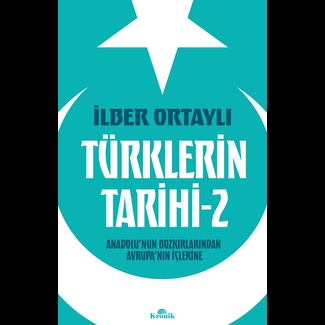 İLBER ORTAYLI
TÜRKLERİN
TARİHİ-2
ANADOLU'NUN BOZKIRLARINDAN
AVRUPA'NIN İÇLERİNE
Kronik